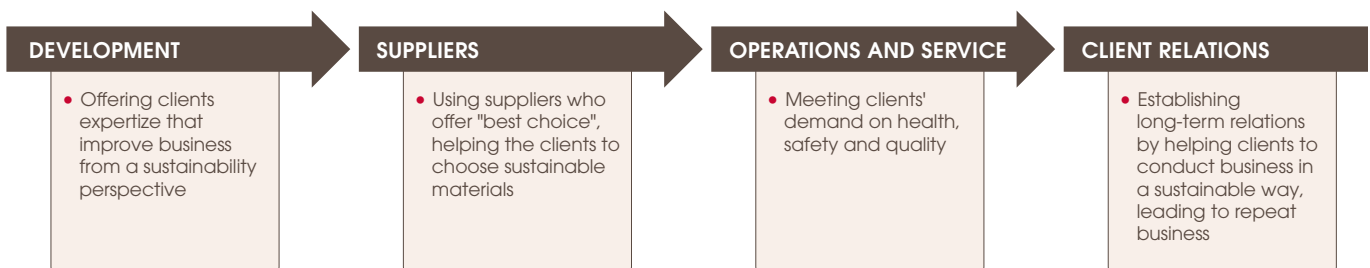 DEVELOPMENT
• Offering clients
expertize that
improve business
from a sustainability
perspective
SUPPLIERS
• Using suppliers who
offer "best choice",
helping the clients to
choose sustainable
materials
OPERATIONS AND SERVICE
• Meeting clients'
demand on health,
safety and quality
CLIENT RELATIONS
• Establishing
long-term relations
by helping clients to
conduct business in
a sustainable way,
leading to repeat
business